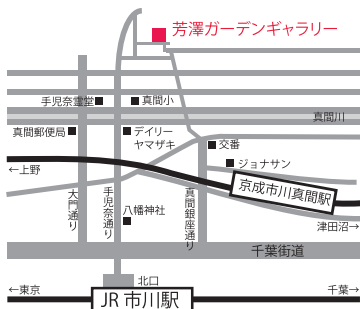 芳澤ガーデンギャラリー
手児奈霊堂
真間小
真間川
真間郵便局
デイリー
ヤマザキ
交番
ジョナサン
←上野
京成市川真間駅
大門通り
手児奈通り
真間銀座通り
八幡神社
津田沼→
千葉街道
北口
←東京
JR 市川駅
千葉→